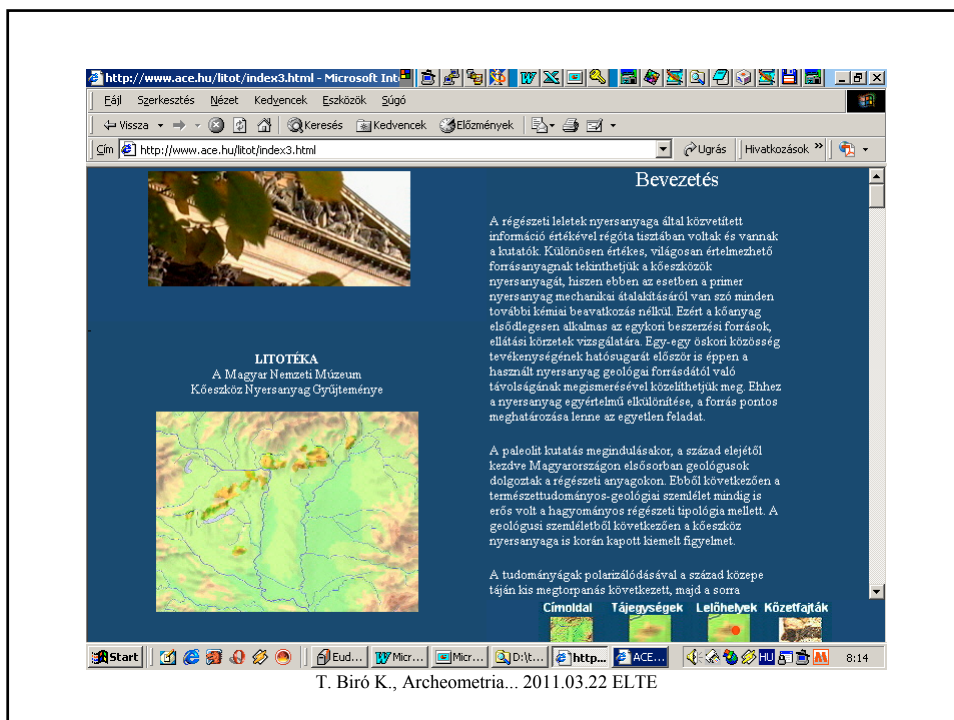 http://www.ace.hu/litot/index3.html - Microsoft Int
Fájl Szerkesztés Nézet Kedvencek Eszközök Súgó
Vissza Keresés Kedvencek Előzmények
Cím http://www.ace.hu/litot/index3.html Ugrás Hivatkozások »
LITOTÉKA
A Magyar Nemzeti Múzeum
Kőeszköz Nyersanyag Gyűjteménye
Bevezetés
A régészeti leletek nyersanyaga által közvetített
információ értékével régóta tisztában voltak és vannak
a kutatók. Különösen értékes, világosan értelmezhető
forrásanyagnak tekinthetjük a kőeszközök
nyersanyagát, hiszen ebben az esetben a primer
nyersanyag mechanikai átalakításáról van szó minden
további kémiai beavatkozás nélkül. Ezért a kőanyag
elsődlegesen alkalmas az egykori beszerzési források,
ellátási körzetek vizsgálatára. Egy-egy őskori közösség
tevékenységének hatósugarát először is éppen a
használt nyersanyag geológai forrásdától való
távolságának megismerésével közelíthetjük meg. Ehhez
a nyersanyag egyértelmű elkülönítése, a forrás pontos
meghatározása lenne az egyetlen feladat.
A paleolit kutatás megindulásakor, a század elejétől
kezdve Magyarországon elsősorban geológusok
dolgoztak a régészeti anyagokon. Ebből következően a
természettudományos-geológiai szemlélet mindig is
erős volt a hagyományos régészeti tipológia mellett. A
geológusi szemléletből következően a kőeszköz
nyersanyaga is korán kapott kiemelt figyelmet.
A tudományágak polarizálódásával a század közepe
táján kis megtorpanás következett, majd a sorra
Címoldal Tájegységek Lelőhelyek Kőzetfajták
Start Eud... Micr... Micr... D:\t... http... ACE... HU 8:14
T. Biró K., Archeometria... 2011.03.22 ELTE